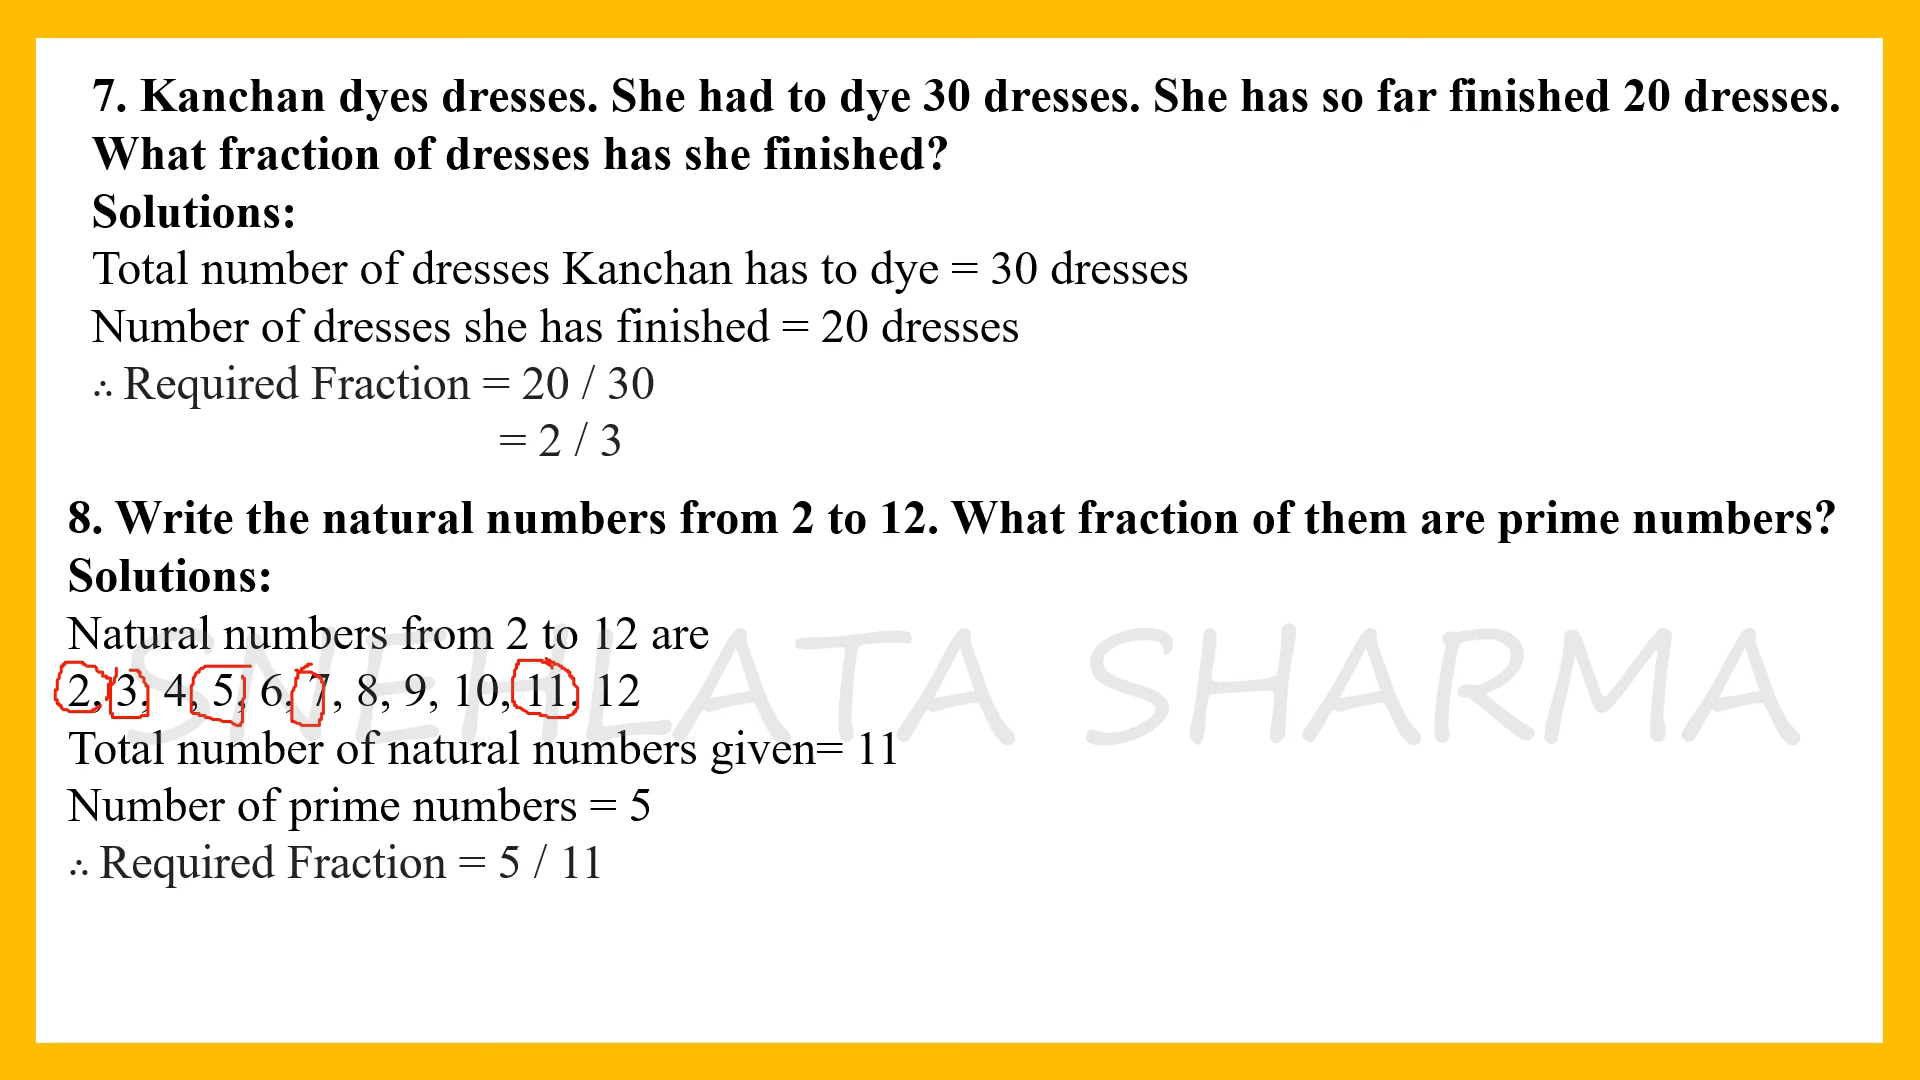 7. Kanchan dyes dresses. She had to dye 30 dresses. She has so far finished 20 dresses.
What fraction of dresses has she finished?
Solutions:
Total number of dresses Kanchan has to dye = 30 dresses
Number of dresses she has finished = 20 dresses
∴ Required Fraction = 20 / 30
= 2 / 3
8. Write the natural numbers from 2 to 12. What fraction of them are prime numbers?
Solutions:
Natural numbers from 2 to 12 are
SNEHLATA SHARMA
2, 3, 4, 5, 6, 7, 8, 9, 10, 11, 12
Total number of natural numbers given= 11
Number of prime numbers = 5
∴ Required Fraction = 5 / 11